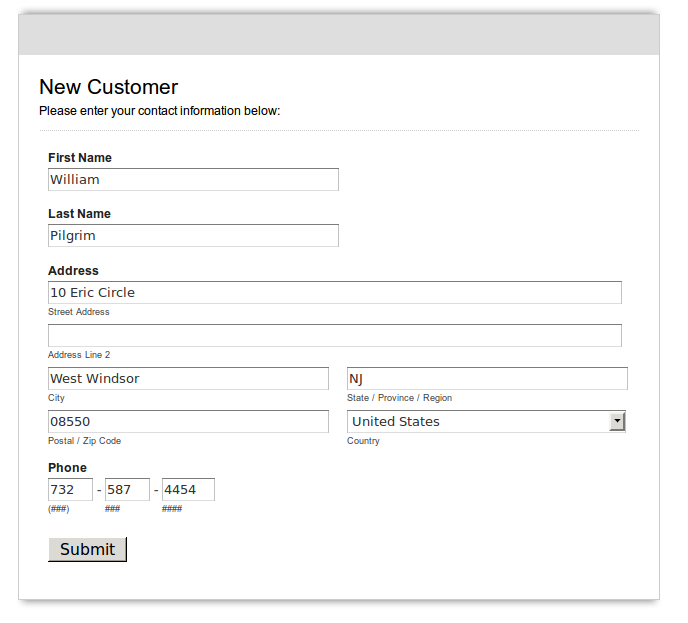 New Customer
Please enter your contact information below:
First Name
William
Last Name
Pilgrim
Address
10 Eric Circle
Street Address
Address Line 2
West Windsor NJ
City State / Province / Region
08550 United States
Postal / Zip Code Country
Phone
732 - 587 - 4454
(###) ### ####
Submit